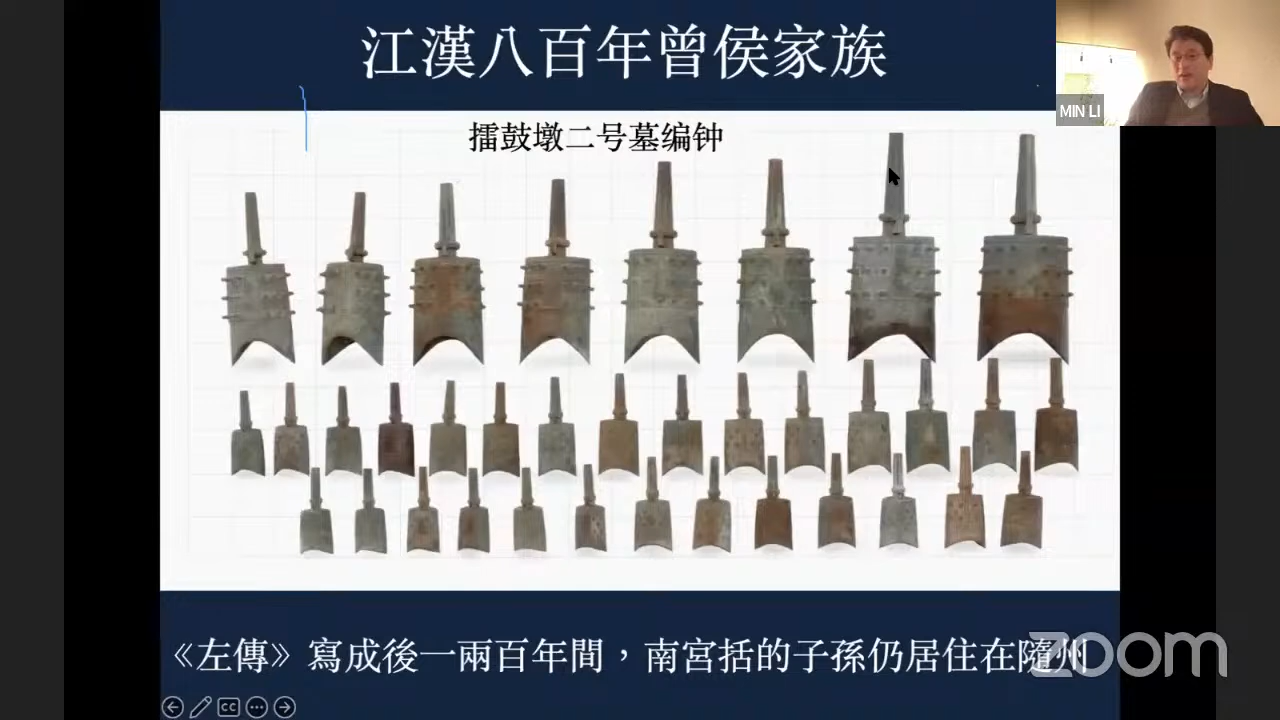 江漢八百年曾侯家族
MIN LI
擂鼓墩二号墓编钟
《左傳》寫成後一兩百年間，南宮括的子孫仍居住在隨州
zoom
CC